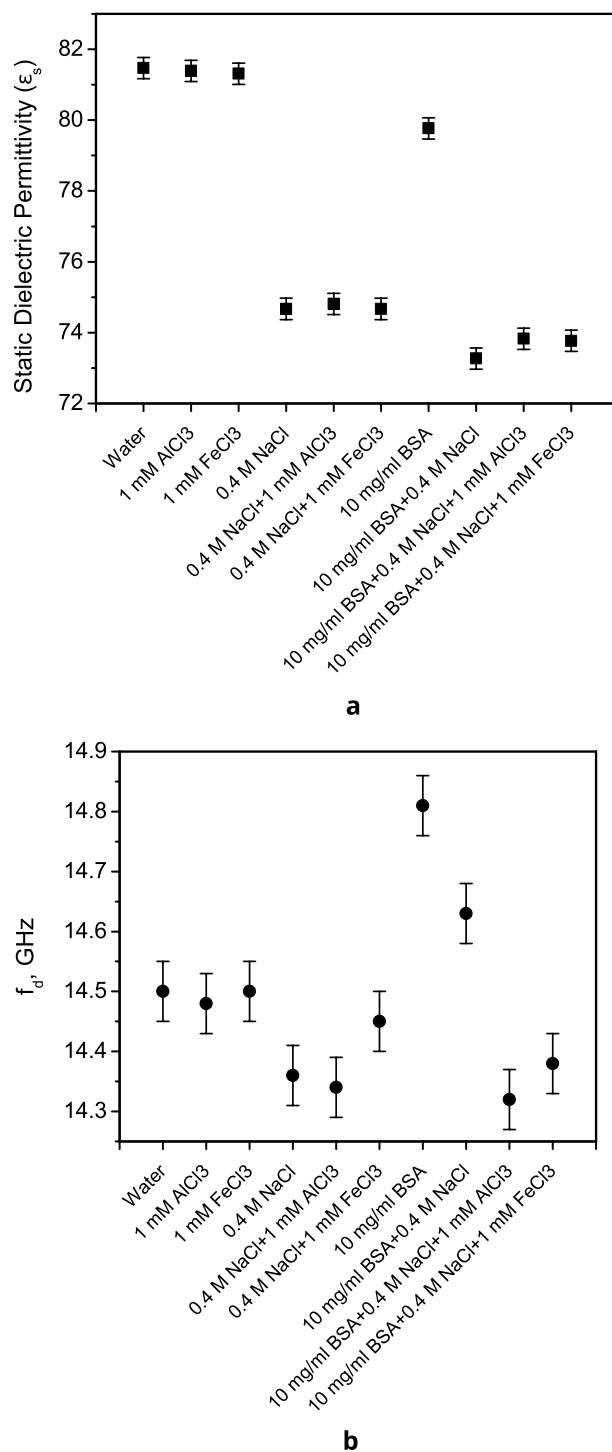 82
80
78
76
74
72
Static Dielectric Permittivity (εs)
Water
1 mM AlCl3
1 mM FeCl3
0.4 M NaCl
0.4 M NaCl+1 mM AlCl3
0.4 M NaCl+1 mM FeCl3
10 mg/ml BSA
10 mg/ml BSA+0.4 M NaCl
10 mg/ml BSA+0.4 M NaCl+1 mM AlCl3
10 mg/ml BSA+0.4 M NaCl+1 mM FeCl3
a
14.9
14.8
14.7
14.6
14.5
14.4
14.3
fd, GHz
Water
1 mM AlCl3
1 mM FeCl3
0.4 M NaCl
0.4 M NaCl+1 mM AlCl3
0.4 M NaCl+1 mM FeCl3
10 mg/ml BSA
10 mg/ml BSA+0.4 M NaCl
10 mg/ml BSA+0.4 M NaCl+1 mM AlCl3
10 mg/ml BSA+0.4 M NaCl+1 mM FeCl3
b